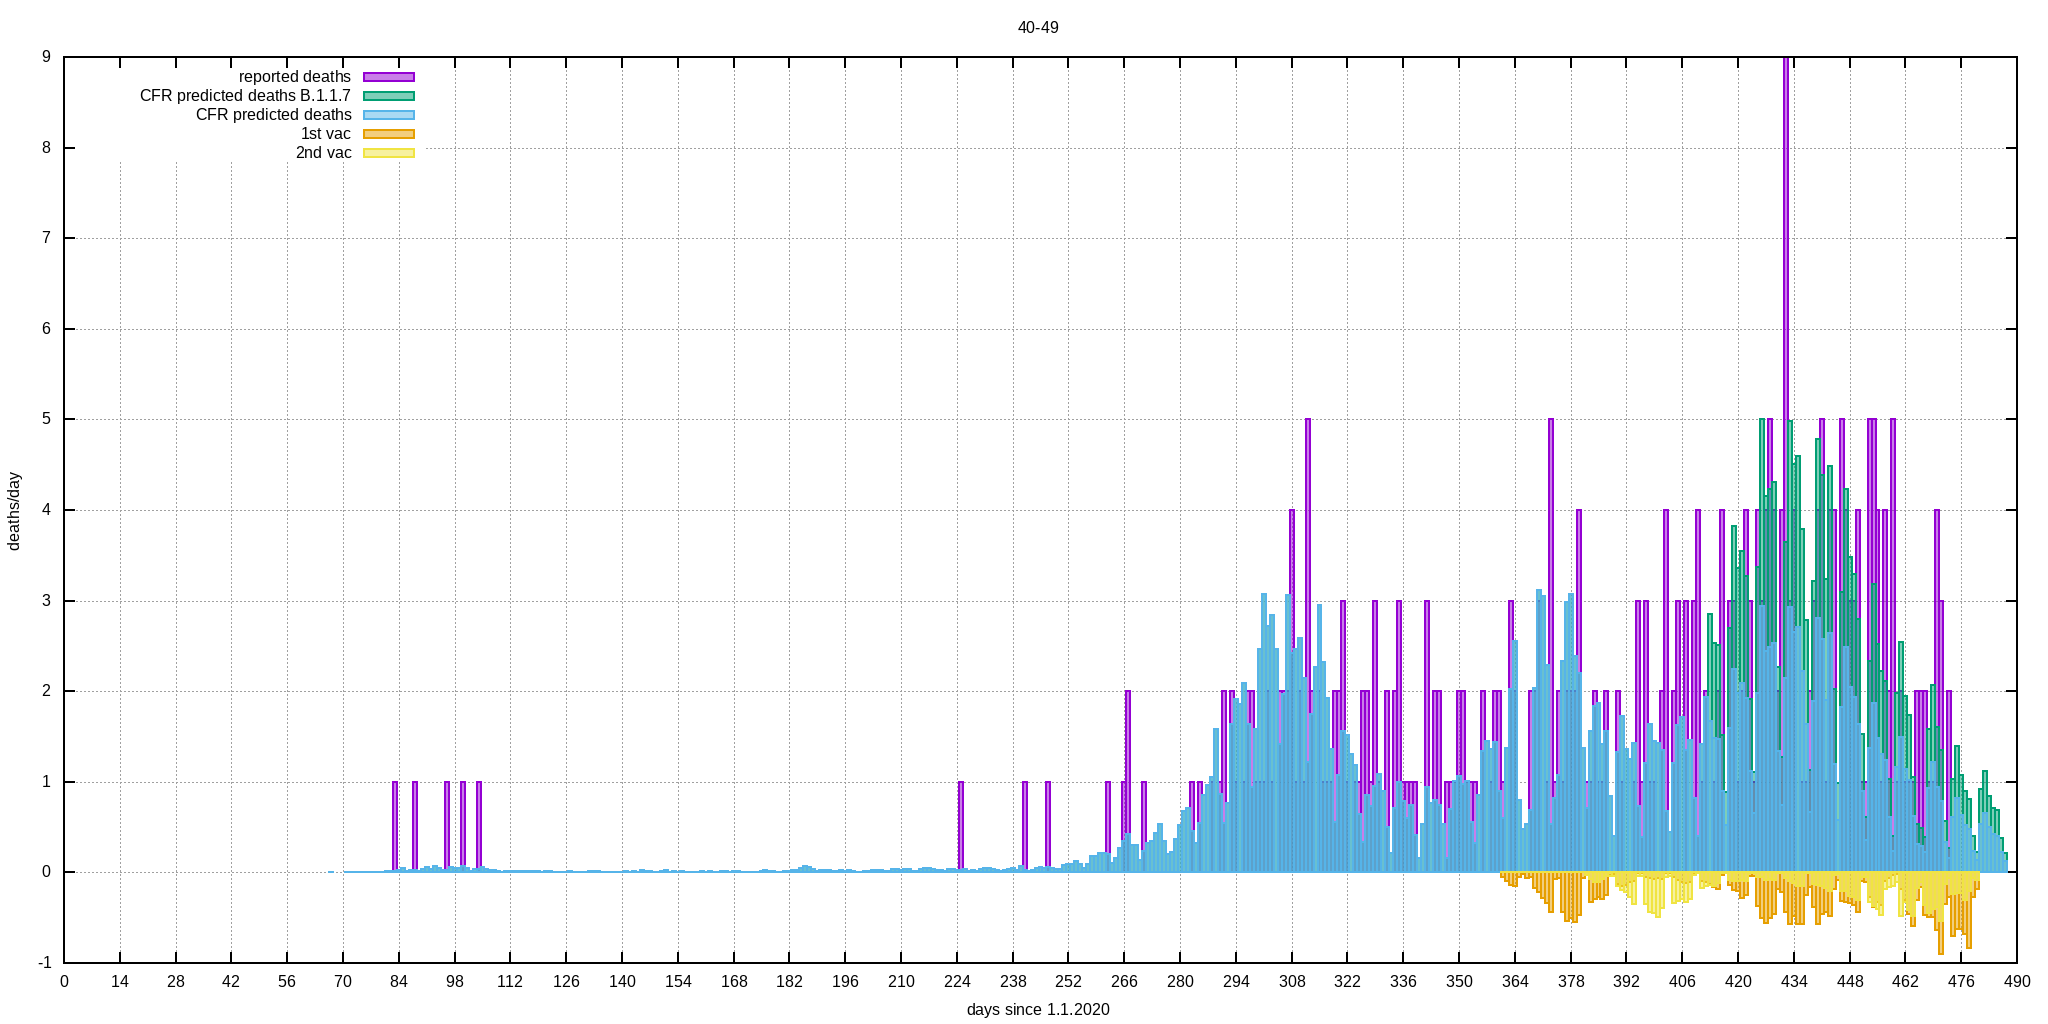 40-49
reported deaths
CFR predicted deaths B.1.1.7
CFR predicted deaths
1st vac
2nd vac
deaths/day
9
8
7
6
5
4
3
2
1
0
-1
0 14 28 42 56 70 84 98 112 126 140 154 168 182 196 210 224 238 252 266 280 294 308 322 336 350 364 378 392 406 420 434 448 462 476 490
days since 1.1.2020